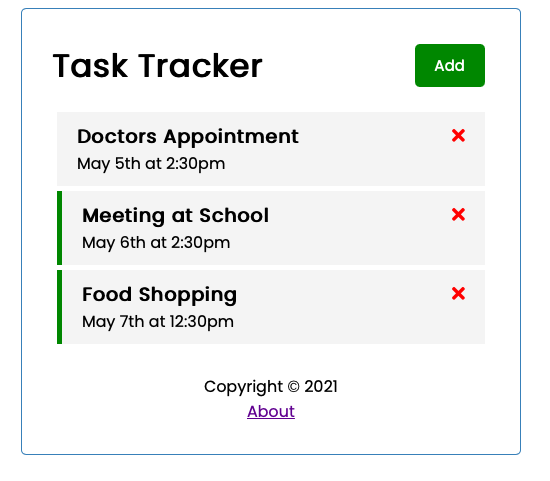 Task Tracker
Add
Doctors Appointment
May 5th at 2:30pm
Meeting at School
May 6th at 2:30pm
Food Shopping
May 7th at 12:30pm
Copyright © 2021
About